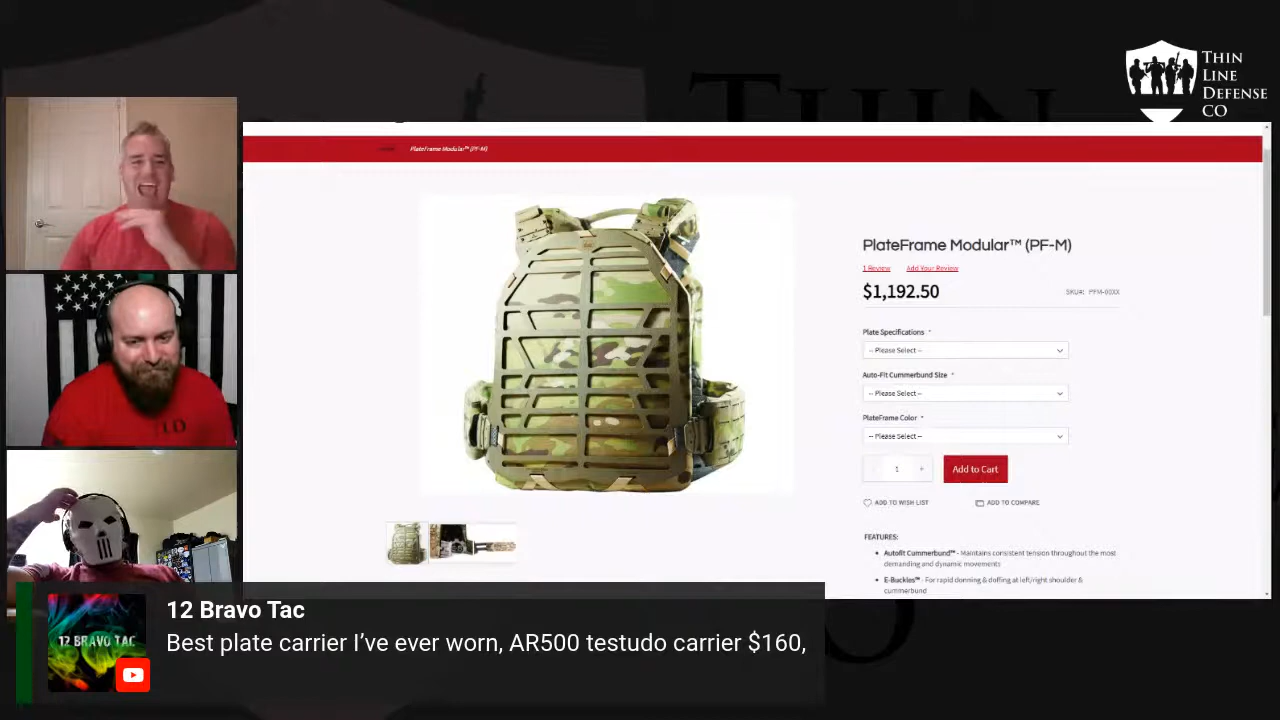 THIN
LINE
DEFENSE
CO
PlateFrame Modular™ (PF-M)
PlateFrame Modular™ (PF-M)
1 Review Add Your Review
$1,192.50 SKU#: PFM-00XX
Plate Specifications *
-- Please Select --
Auto-Fit Cummerbund Size *
-- Please Select --
PlateFrame Color *
-- Please Select --
- 1 + Add to Cart
ADD TO WISH LIST ADD TO COMPARE
FEATURES:
Autofit Cummerbund™ - Maintains consistent tension throughout the most
demanding and dynamic movements
E-Buckles™ - For rapid donning & doffing at left/right shoulder &
cummerbund
12 BRAVO TAC
12 Bravo Tac
Best plate carrier I’ve ever worn, AR500 testudo carrier $160,